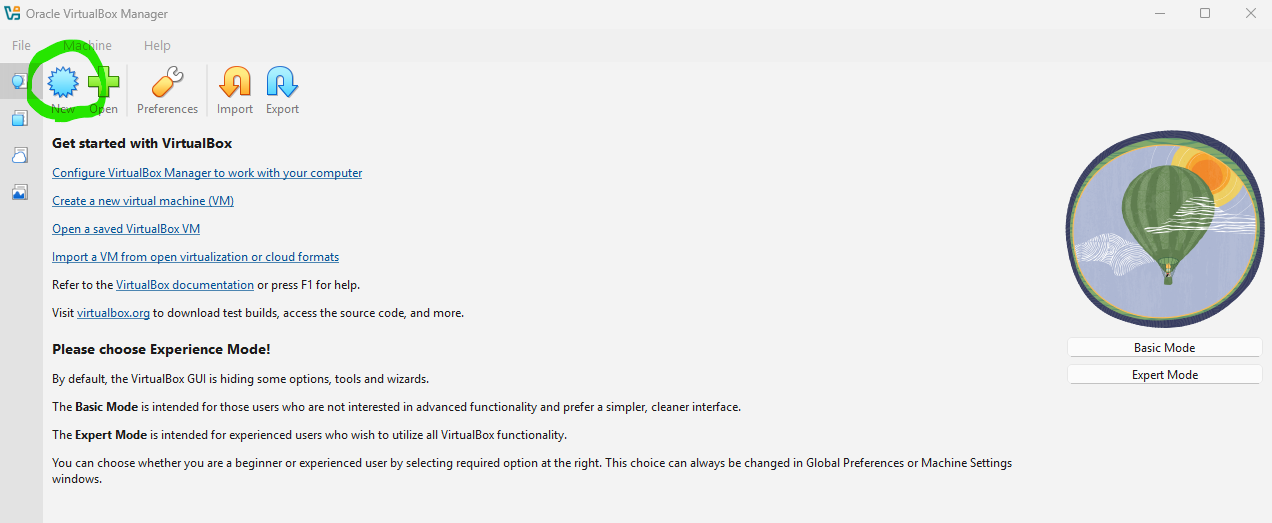 Oracle VirtualBox Manager
File Machine Help
New Open Preferences Import Export
Get started with VirtualBox
Configure VirtualBox Manager to work with your computer
Create a new virtual machine (VM)
Open a saved VirtualBox VM
Import a VM from open virtualization or cloud formats
Refer to the VirtualBox documentation or press F1 for help.
Visit virtualbox.org to download test builds, access the source code, and more.
Please choose Experience Mode!
By default, the VirtualBox GUI is hiding some options, tools and wizards.
The Basic Mode is intended for those users who are not interested in advanced functionality and prefer a simpler, cleaner interface.
The Expert Mode is intended for experienced users who wish to utilize all VirtualBox functionality.
You can choose whether you are a beginner or experienced user by selecting required option at the right. This choice can always be changed in Global Preferences or Machine Settings
windows.
Basic Mode
Expert Mode